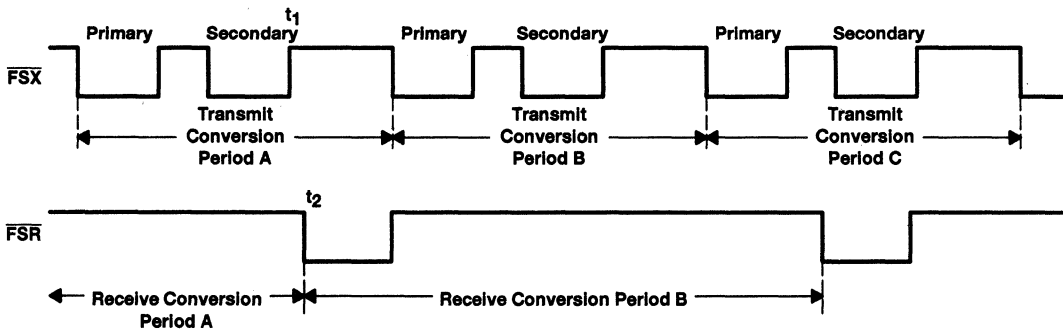 t1
Primary Secondary Primary Secondary Primary Secondary
FSX
Transmit Transmit Transmit
Conversion Conversion Conversion
Period A Period B Period C
t2
FSR
Receive Conversion Receive Conversion Period B
Period A